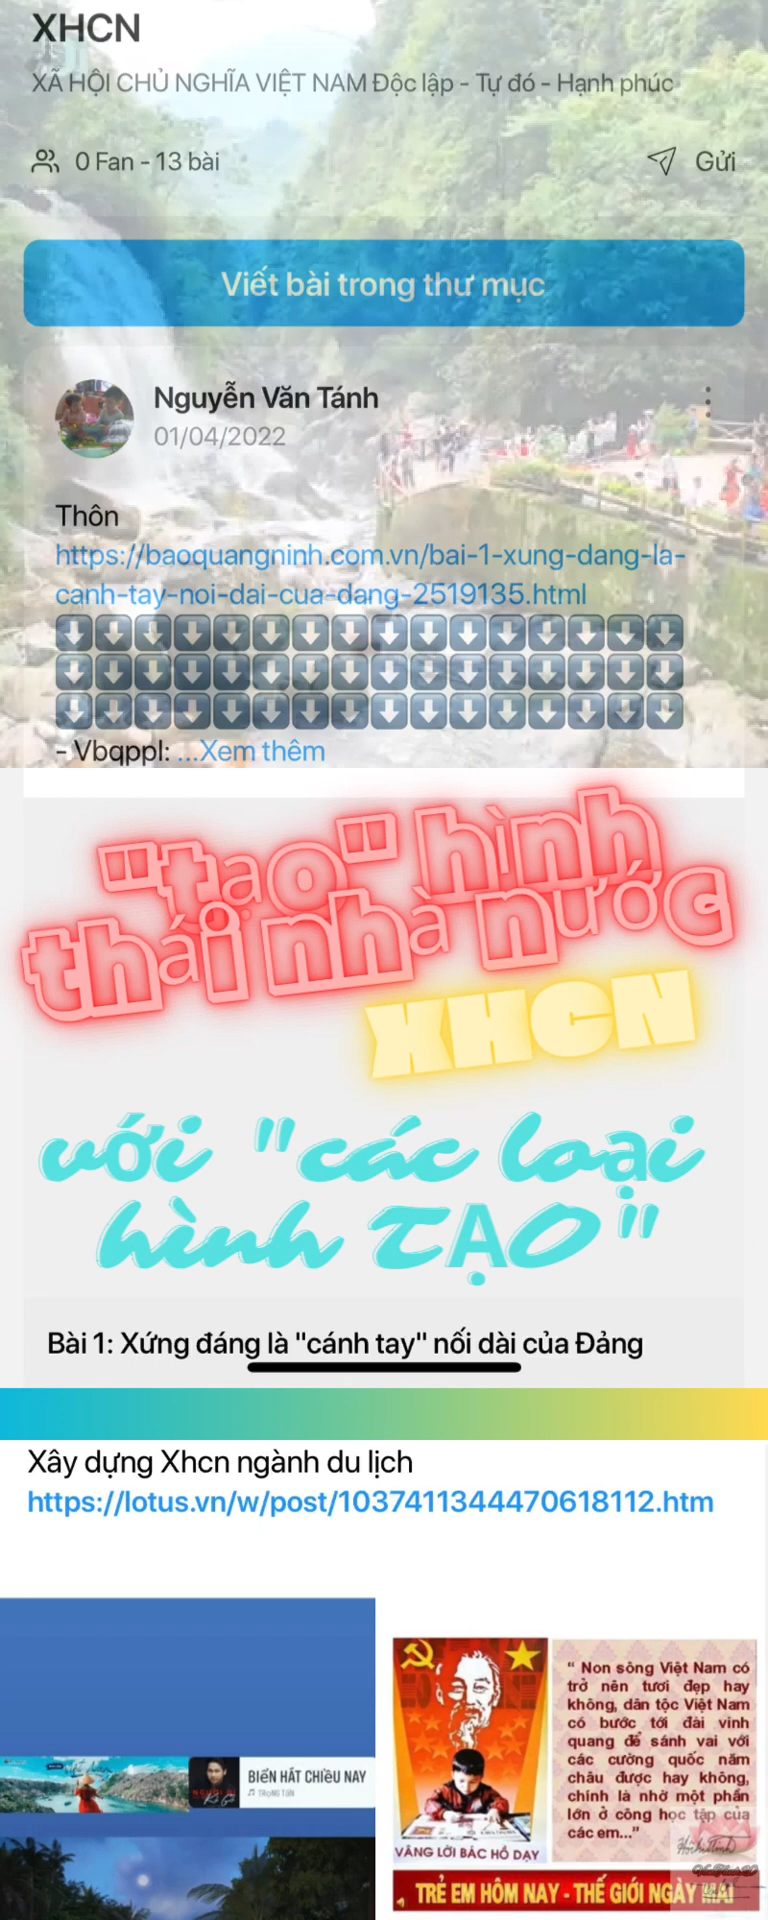 XHCN
XÃ HỘI CHỦ NGHĨA VIỆT NAM Độc lập - Tự đó - Hạnh phúc
0 Fan - 13 bài
Gửi
Viết bài trong thư mục
Nguyễn Văn Tánh
01/04/2022
Thôn
https://baoquangninh.com.vn/bai-1-xung-dang-la-
canh-tay-noi-dai-cua-dang-2519135.html
- Vbqppl: ...Xem thêm
"tạo" hình
thái nhà nước
XHCN
với "các loại
hình TẠO"
Bài 1: Xứng đáng là "cánh tay" nối dài của Đảng
Xây dựng Xhcn ngành du lịch
https://lotus.vn/w/post/1037411344470618112.htm
BIểN HÁT CHIềU NAY
TRỌNG TấN
“ Non sông Việt Nam có
trở nên tươi đẹp hay
không, dân tộc Việt Nam
có bước tới đài vinh
quang để sánh vai với
các cường quốc năm
châu được hay không,
chính là nhờ một phần
lớn ở công học tập của
các em...”
VÂNG LỜI BÁC HỒ DẠY
TRẺ EM HÔM NAY - THẾ GIỚI NGÀY MAI